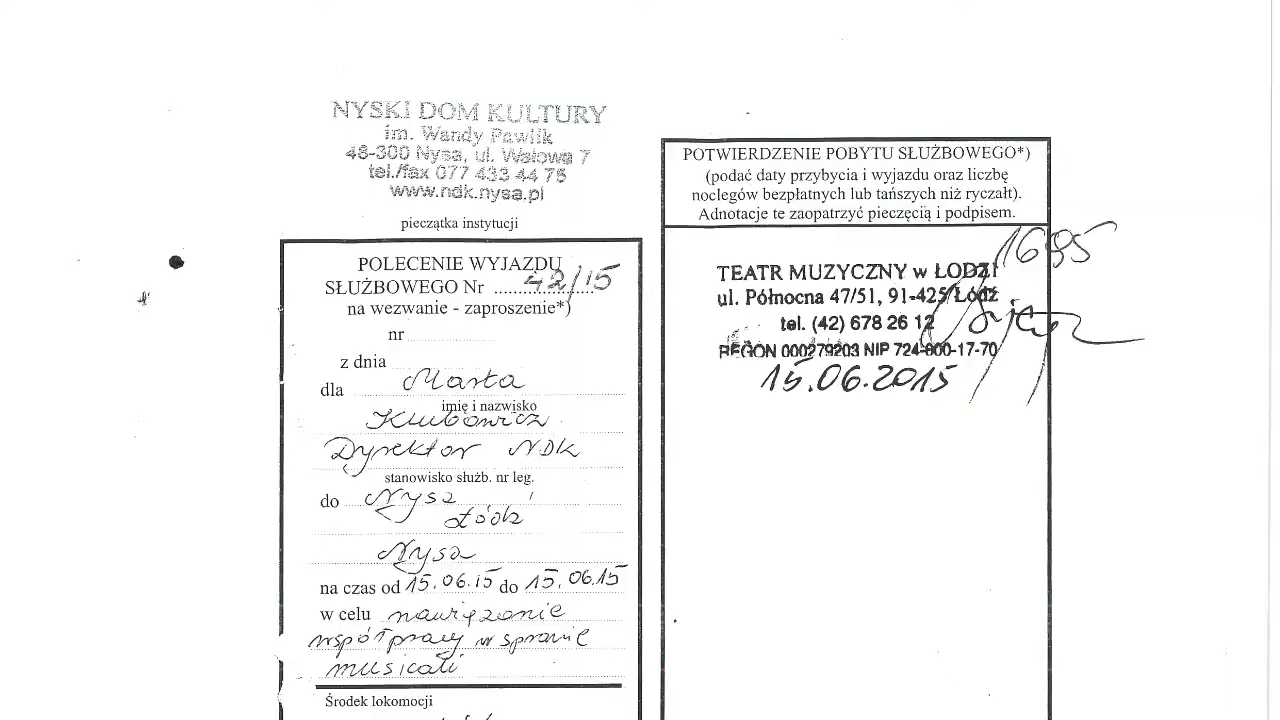 NYSKI DOM KULTURY
im. Wandy Pawlik
48-300 Nysa, ul. Wałowa 7
tel./fax 077 433 44 75
www.ndk.nysa.pl
pieczątka instytucji
POLECENIE WYJAZDU
SŁUŻBOWEGO Nr 42/15
na wezwanie - zaproszenie*)
nr
z dnia
dla Marta
imię i nazwisko
Klubowicz
Dyrektor NDK
stanowisko służb. nr leg.
do Nysa
Łódź
Nysa
na czas od 15.06.15 do 15.06.15
w celu nawiązanie
współpracy w sprawie
musicali
Środek lokomocji
POTWIERDZENIE POBYTU SŁUŻBOWEGO*)
(podać daty przybycia i wyjazdu oraz liczbę
noclegów bezpłatnych lub tańszych niż ryczałt).
Adnotacje te zaopatrzyć pieczęcią i podpisem.
1695
TEATR MUZYCZNY w ŁODZI
ul. Północna 47/51, 91-425 Łódź
tel. (42) 678 26 12
REGON 000279203 NIP 724-000-17-70
15.06.2015